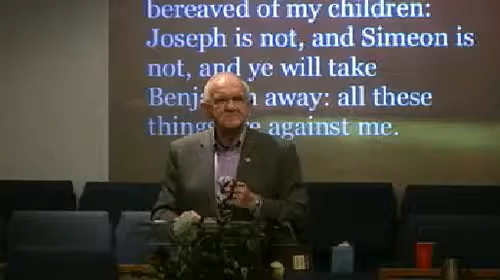 bereaved of my children:
Joseph is not, and Simeon is
not, and ye will take
away: all these
against me.